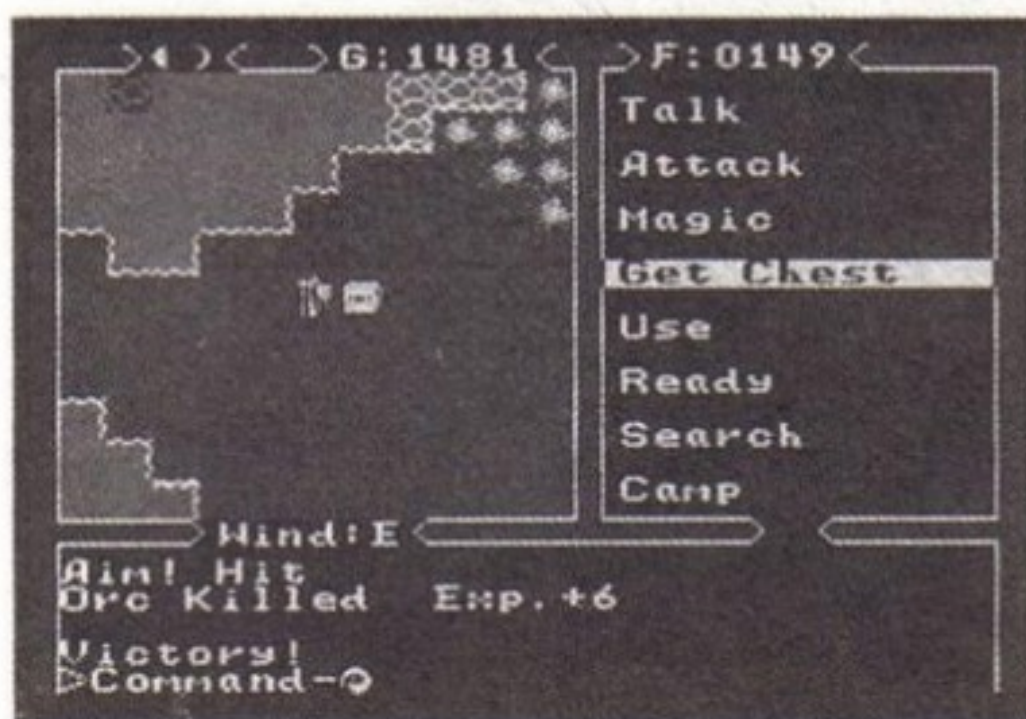 G:1481
F:0149
Talk
Attack
Magic
Get Chest
Use
Ready
Search
Camp
Wind:E
Aim! Hit
Orc Killed Exp.+6
Victory!
Command-